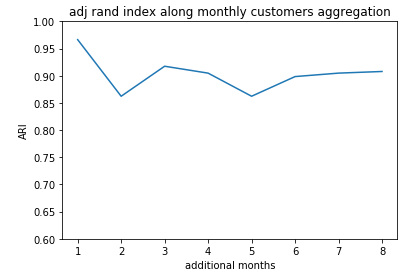 adj rand index along monthly customers aggregation
1.00
0.95
0.90
0.85
0.80
0.75
0.70
0.65
0.60
ARI
1 2 3 4 5 6 7 8
additional months